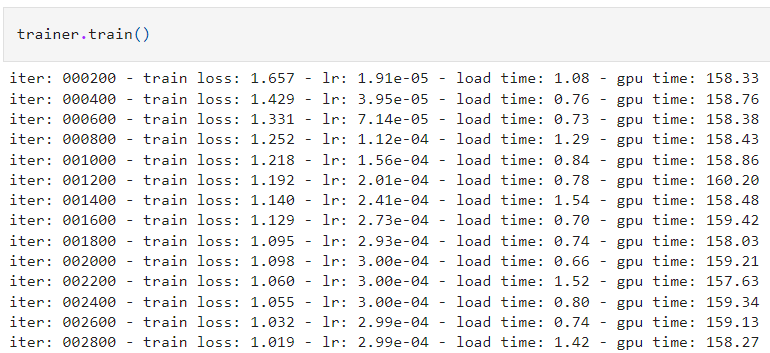 trainer.train()
iter: 000200 - train loss: 1.657 - lr: 1.91e-05 - load time: 1.08 - gpu time: 158.33
iter: 000400 - train loss: 1.429 - lr: 3.95e-05 - load time: 0.76 - gpu time: 158.76
iter: 000600 - train loss: 1.331 - lr: 7.14e-05 - load time: 0.73 - gpu time: 158.38
iter: 000800 - train loss: 1.252 - lr: 1.12e-04 - load time: 1.29 - gpu time: 158.43
iter: 001000 - train loss: 1.218 - lr: 1.56e-04 - load time: 0.84 - gpu time: 158.86
iter: 001200 - train loss: 1.192 - lr: 2.01e-04 - load time: 0.78 - gpu time: 160.20
iter: 001400 - train loss: 1.140 - lr: 2.41e-04 - load time: 1.54 - gpu time: 158.48
iter: 001600 - train loss: 1.129 - lr: 2.73e-04 - load time: 0.70 - gpu time: 159.42
iter: 001800 - train loss: 1.095 - lr: 2.93e-04 - load time: 0.74 - gpu time: 158.03
iter: 002000 - train loss: 1.098 - lr: 3.00e-04 - load time: 0.66 - gpu time: 159.21
iter: 002200 - train loss: 1.060 - lr: 3.00e-04 - load time: 1.52 - gpu time: 157.63
iter: 002400 - train loss: 1.055 - lr: 3.00e-04 - load time: 0.80 - gpu time: 159.34
iter: 002600 - train loss: 1.032 - lr: 2.99e-04 - load time: 0.74 - gpu time: 159.13
iter: 002800 - train loss: 1.019 - lr: 2.99e-04 - load time: 1.42 - gpu time: 158.27